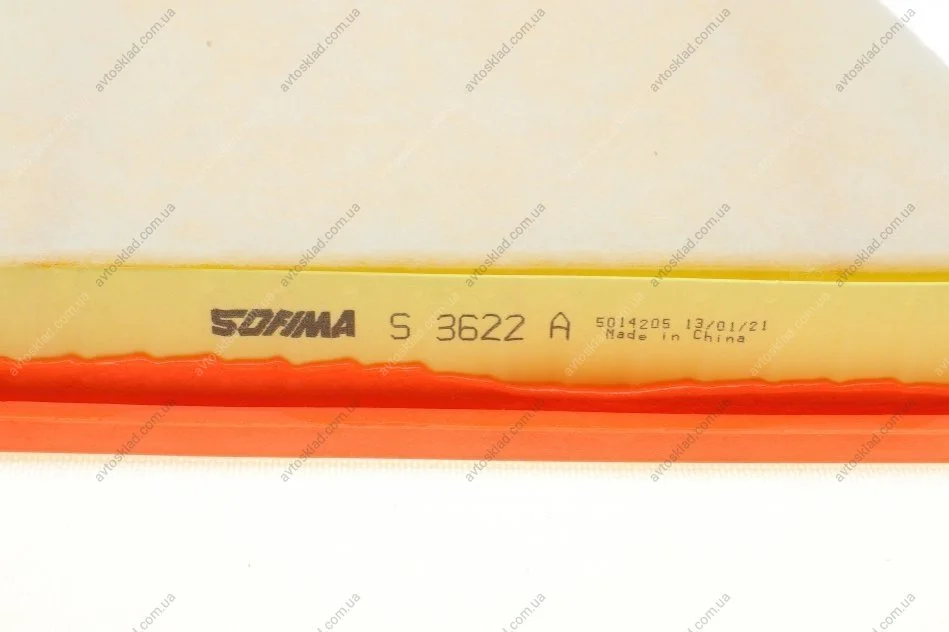 SOFIMA S 3622 A 5014205 13/01/21
Made in China
avtosklad.com.ua